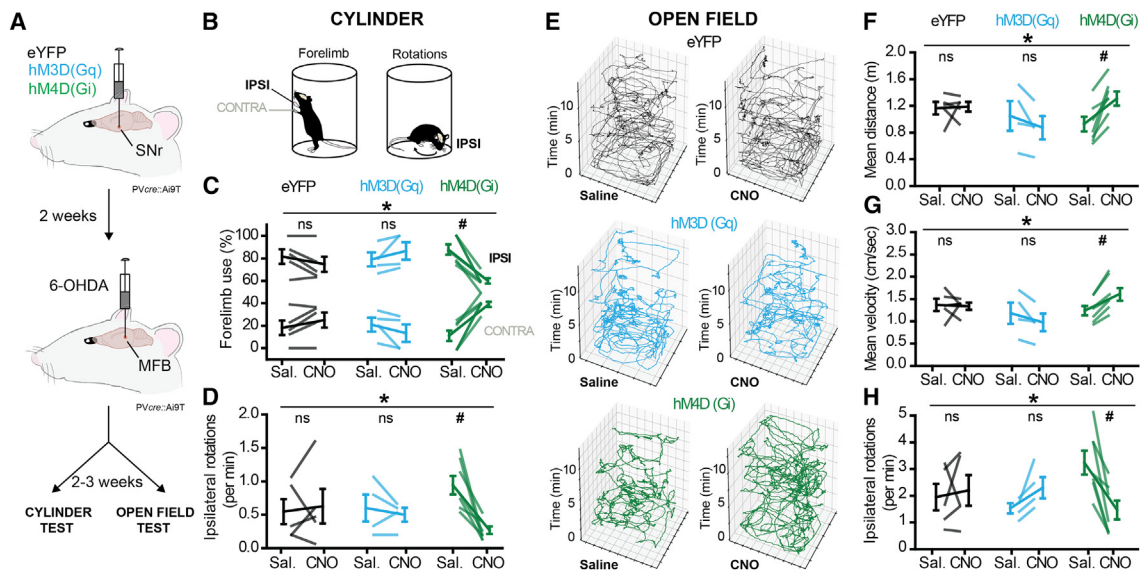 A
eYFP
hM3D(Gq)
hM4D(Gi)
SNr
PVcre::Ai9T
2 weeks
6-OHDA
MFB
PVcre::Ai9T
2-3 weeks
CYLINDER
TEST
OPEN FIELD
TEST
B
CYLINDER
Forelimb
Rotations
IPSI
CONTRA
IPSI
C
eYFP
hM3D(Gq)
hM4D(Gi)
*
ns
ns
#
Forelimb use (%)
100
80
60
40
20
0
IPSI
CONTRA
Sal. CNO
Sal. CNO
Sal. CNO
D
*
ns
ns
#
Ipsilateral rotations
(per min)
2.0
1.5
1.0
0.5
0.0
Sal. CNO
Sal. CNO
Sal. CNO
E
OPEN FIELD
eYFP
Time (min)
10
5
0
Saline
Time (min)
10
5
0
CNO
hM3D (Gq)
Time (min)
10
5
0
Saline
Time (min)
10
5
0
CNO
hM4D (Gi)
Time (min)
10
5
0
Saline
Time (min)
10
5
0
CNO
F
eYFP
hM3D(Gq)
hM4D(Gi)
*
ns
ns
#
Mean distance (m)
2.0
1.6
1.2
0.8
0.4
0
Sal. CNO
Sal. CNO
Sal. CNO
G
*
ns
ns
#
Mean velocity (cm/sec)
3.0
2.5
2.0
1.5
1.0
0.5
0.0
Sal. CNO
Sal. CNO
Sal. CNO
H
*
ns
ns
#
Ipsilateral rotations
(per min)
5
4
3
2
1
0
Sal. CNO
Sal. CNO
Sal. CNO